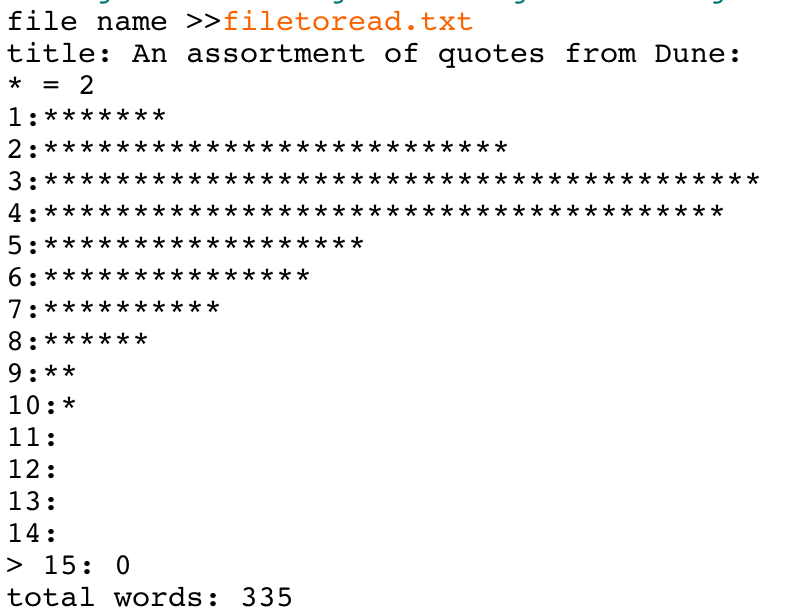 file name >>filetoread.txt
title: An assortment of quotes from Dune:
* = 2
1:*******
2:**************************
3:****************************************
4:**************************************
5:******************
6:***************
7:**********
8:******
9:**
10:*
11:
12:
13:
14:
> 15: 0
total words: 335